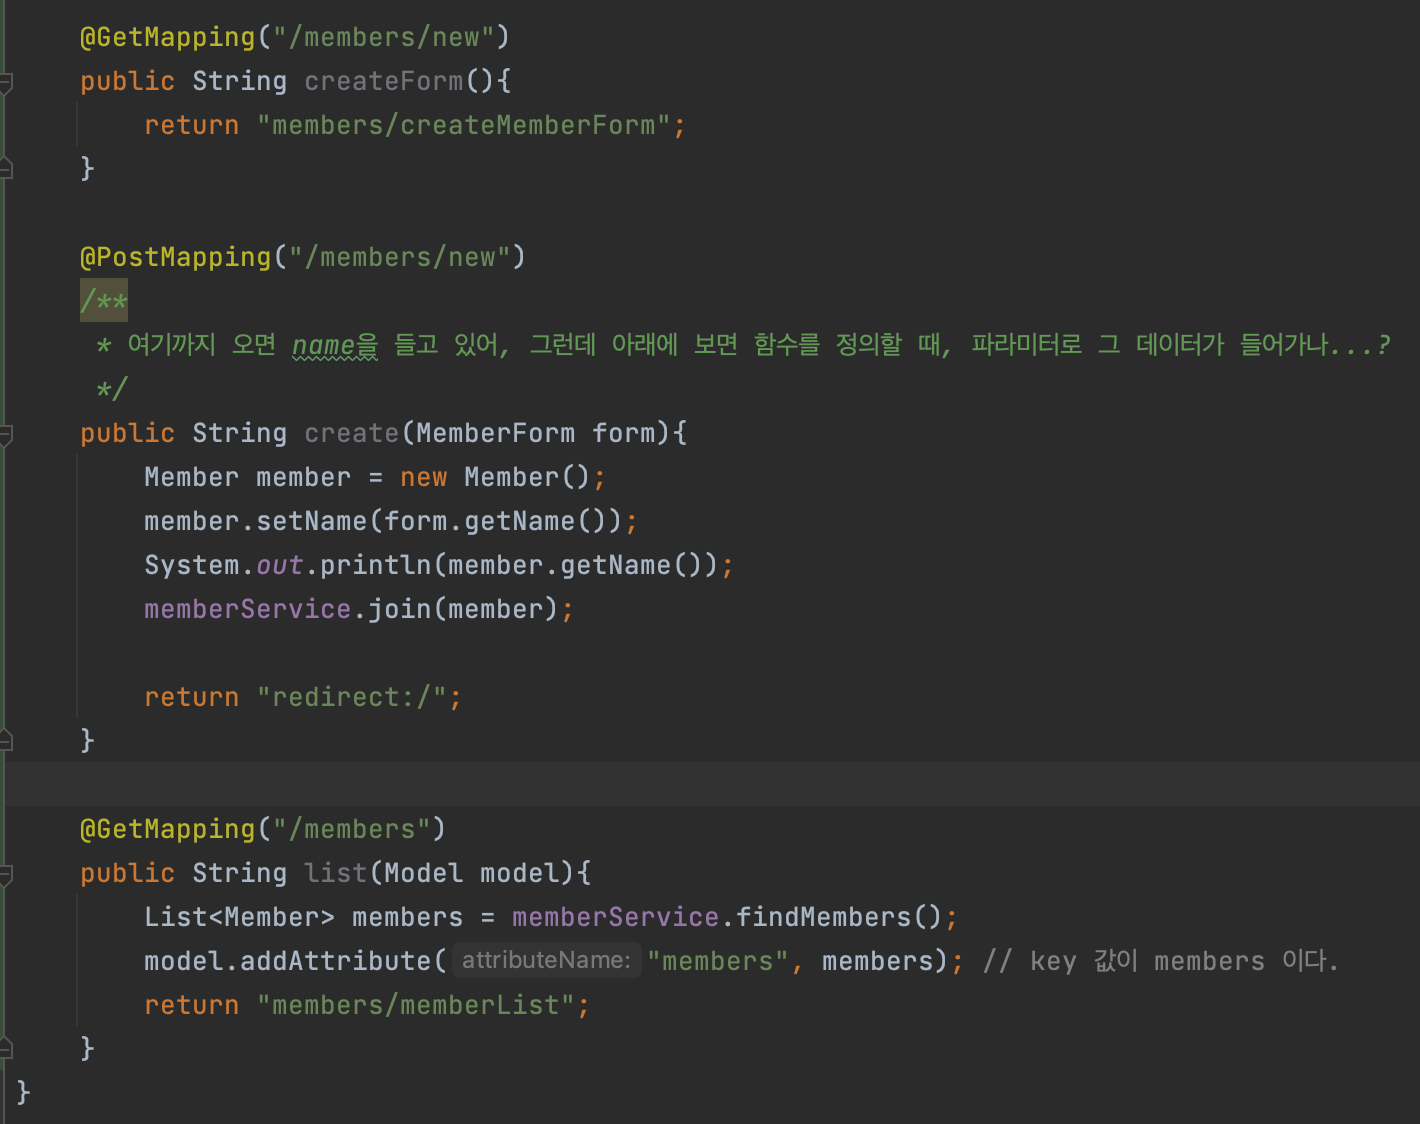 @GetMapping("/members/new")
public String createForm(){
    return "members/createMemberForm";
}
@PostMapping("/members/new")
/**
 * 여기까지 오면 name을 들고 있어, 그런데 아래에 보면 함수를 정의할 때, 파라미터로 그 데이터가 들어가나...?
 */
public String create(MemberForm form){
    Member member = new Member();
    member.setName(form.getName());
    System.out.println(member.getName());
    memberService.join(member);
    return "redirect:/";
}
@GetMapping("/members")
public String list(Model model){
    List<Member> members = memberService.findMembers();
    model.addAttribute( attributeName: "members", members); // key 값이 members 이다.
    return "members/memberList";
}
}